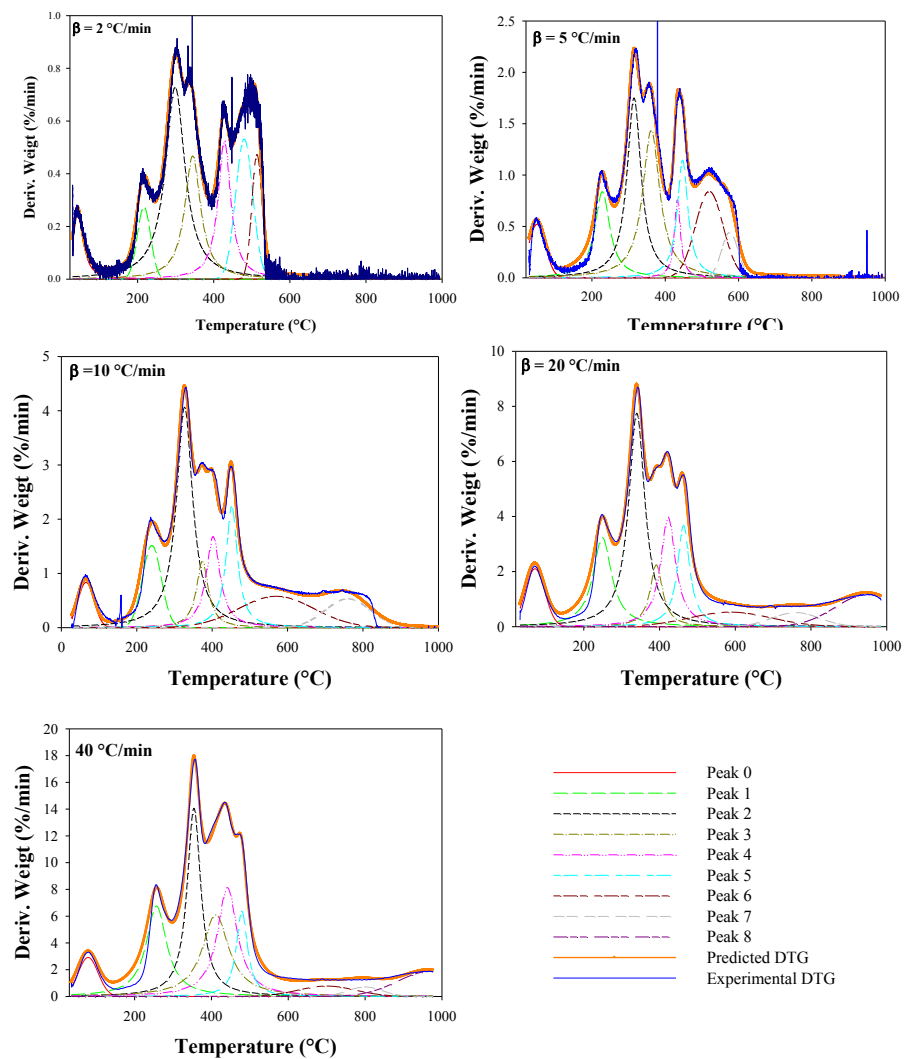 β = 2 °C/min
Deriv. Weigt (%/min)
1.0
0.8
0.6
0.4
0.2
0.0
200 400 600 800 1000
Temperature (°C)
β = 5 °C/min
Deriv. Weigt (%/min)
2.5
2.0
1.5
1.0
0.5
0.0
200 400 600 800 1000
Temperature (°C)
β =10 °C/min
Deriv. Weigt (%/min)
5
4
3
2
1
0
0 200 400 600 800 1000
Temperature (°C)
β = 20 °C/min
Deriv. Weigt (%/min)
10
8
6
4
2
0
200 400 600 800 1000
Temperature (°C)
40 °C/min
Deriv. Weigt (%/min)
20
18
16
14
12
10
8
6
4
2
0
200 400 600 800 1000
Temperature (°C)
Peak 0
Peak 1
Peak 2
Peak 3
Peak 4
Peak 5
Peak 6
Peak 7
Peak 8
Predicted DTG
Experimental DTG